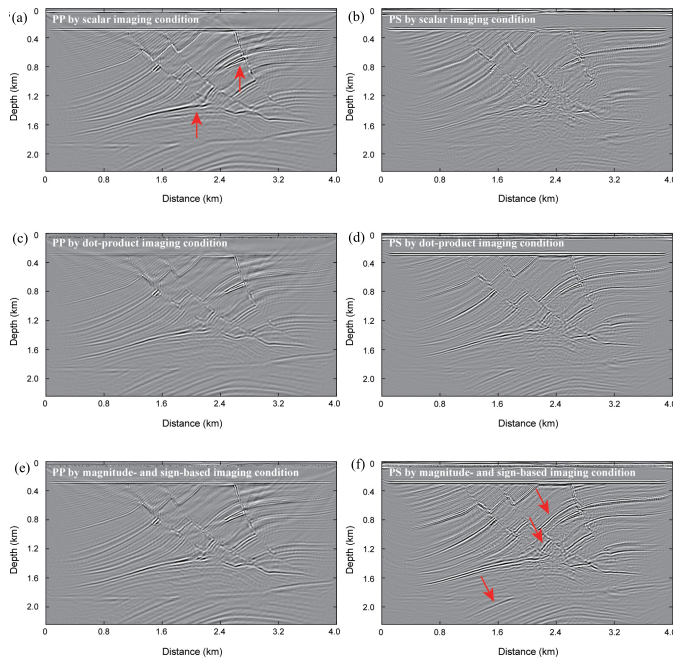 (a)
PP by scalar imaging condition
0
0.4
0.8
1.2
1.6
2.0
Depth (km)
0 0.8 1.6 2.4 3.2 4.0
Distance (km)
(b)
PS by scalar imaging condition
0
0.4
0.8
1.2
1.6
2.0
Depth (km)
0 0.8 1.6 2.4 3.2 4.0
Distance (km)
(c)
PP by dot-product imaging condition
0
0.4
0.8
1.2
1.6
2.0
Depth (km)
0 0.8 1.6 2.4 3.2 4.0
Distance (km)
(d)
PS by dot-product imaging condition
0
0.4
0.8
1.2
1.6
2.0
Depth (km)
0 0.8 1.6 2.4 3.2 4.0
Distance (km)
(e)
PP by magnitude- and sign-based imaging condition
0
0.4
0.8
1.2
1.6
2.0
Depth (km)
0 0.8 1.6 2.4 3.2 4.0
Distance (km)
(f)
PS by magnitude- and sign-based imaging condition
0
0.4
0.8
1.2
1.6
2.0
Depth (km)
0 0.8 1.6 2.4 3.2 4.0
Distance (km)